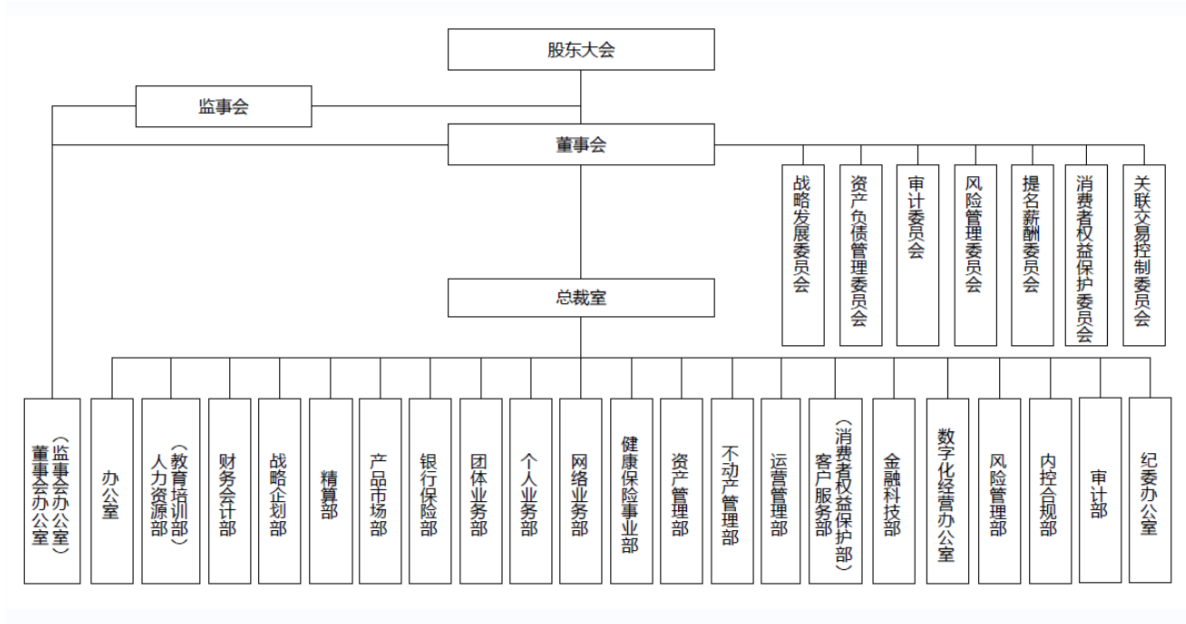 股东大会
监事会
董事会
战略发展委员会
资产负债管理委员会
审计委员会
风险管理委员会
提名薪酬委员会
消费者权益保护委员会
关联交易控制委员会
总裁室
董事会办公室
（监事会办公室）
办公室
人力资源部
（教育培训部）
财务会计部
战略企划部
精算部
产品市场部
银行保险部
团体业务部
个人业务部
网络业务部
健康保险事业部
资产管理部
不动产管理部
运营管理部
客户服务部
（消费者权益保护部）
金融科技部
数字化经营办公室
风险管理部
内控合规部
审计部
纪委办公室